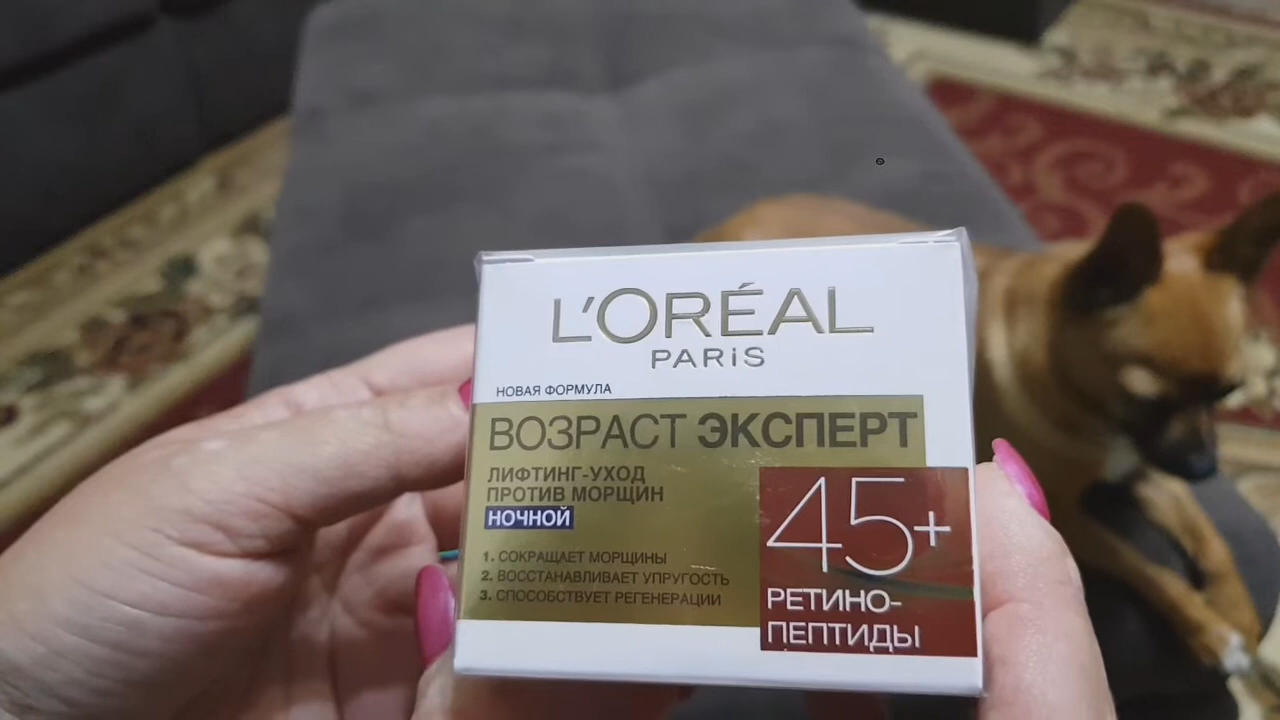 L'ORÉAL
PARIS
НОВАЯ ФОРМУЛА
ВОЗРАСТ ЭКСПЕРТ
ЛИФТИНГ-УХОД
ПРОТИВ МОРЩИН
НОЧНОЙ
1. СОКРАЩАЕТ МОРЩИНЫ
2. ВОССТАНАВЛИВАЕТ УПРУГОСТЬ
3. СПОСОБСТВУЕТ РЕГЕНЕРАЦИИ
45+
РЕТИНО-
ПЕПТИДЫ